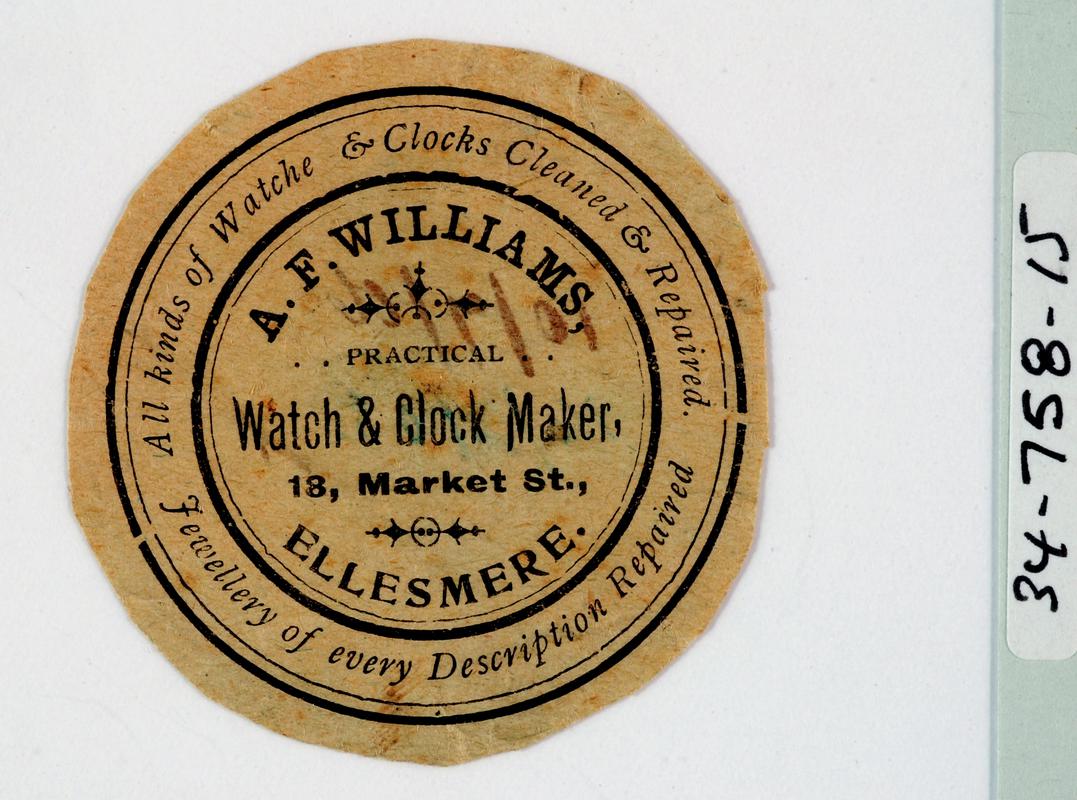 All kinds of Watche & Clocks Cleaned & Repaired.
A. F. WILLIAMS,
. . PRACTICAL . .
Watch & Clock Maker,
13, Market St.,
ELLESMERE.
Jewellery of every Description Repaired
34-758-15